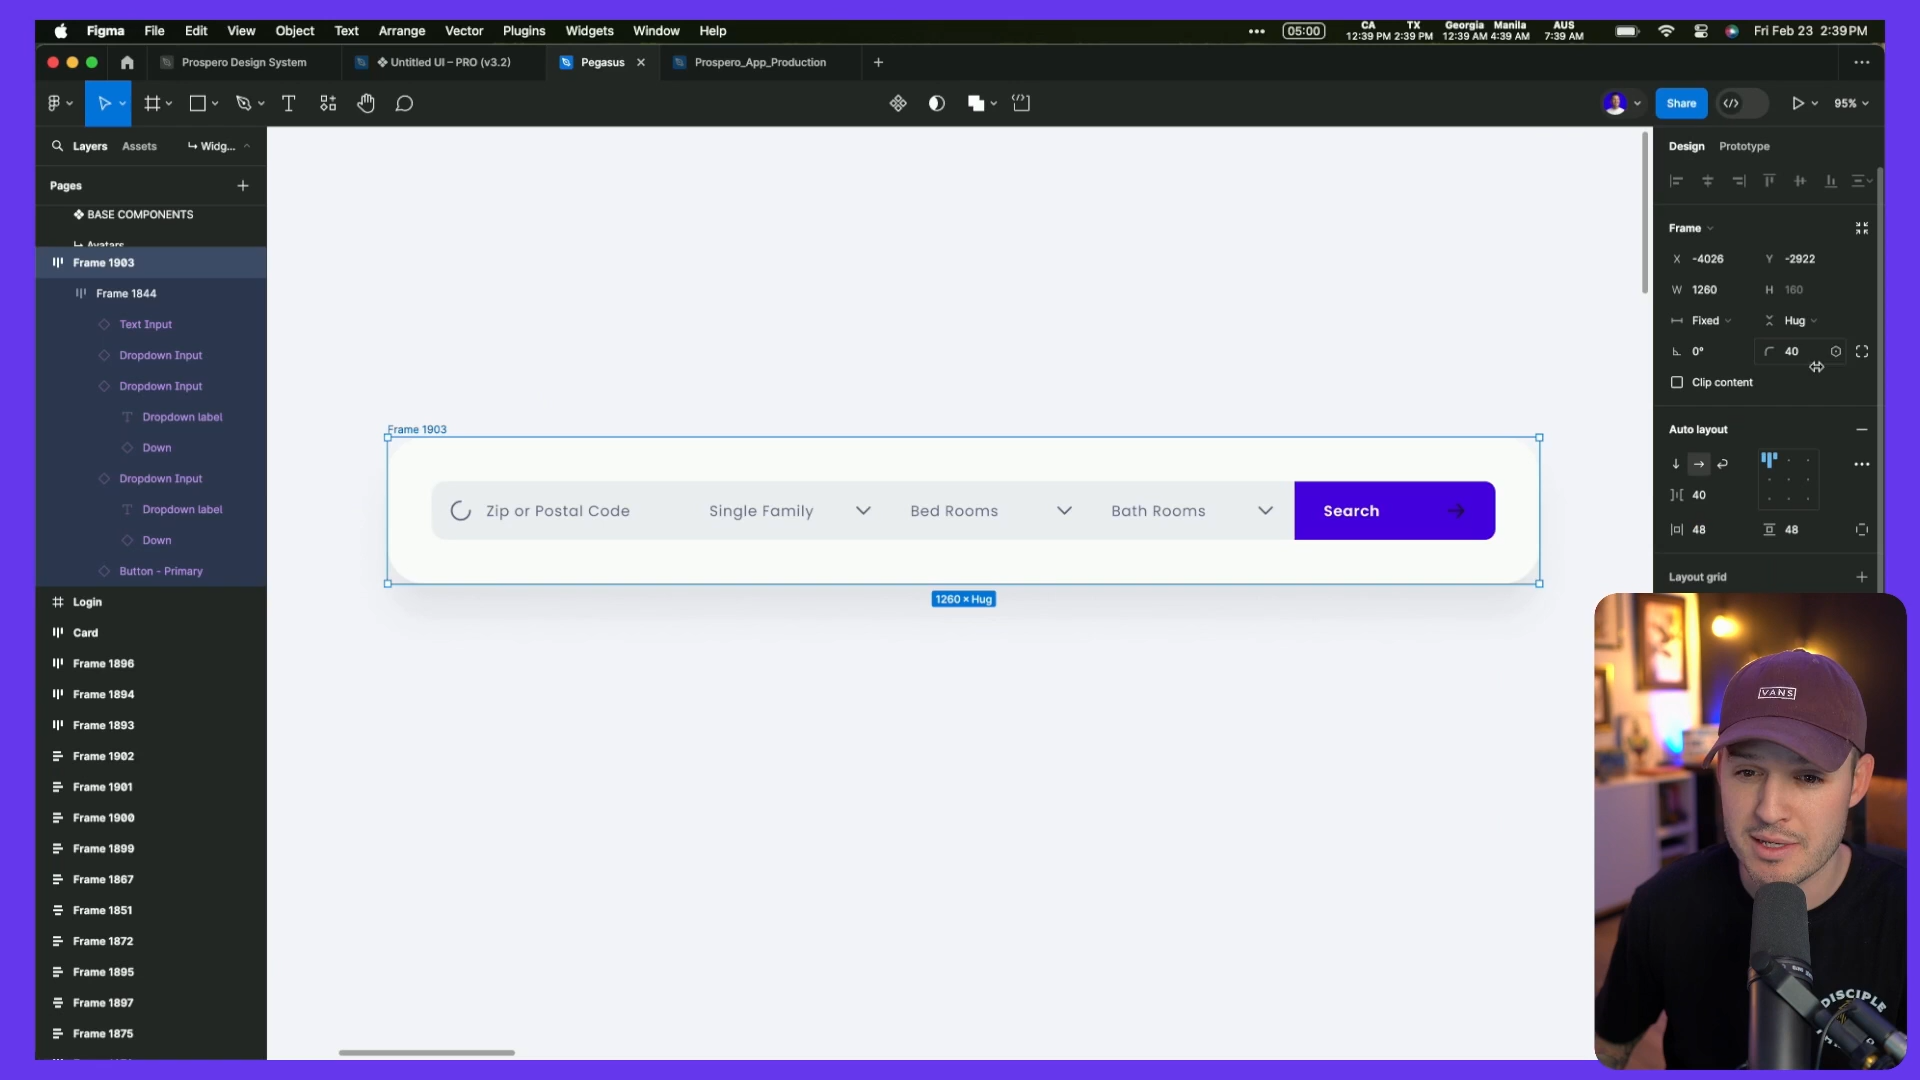 Figma File Edit View Object Text Arrange Vector Plugins Widgets Window Help
05:00
CA TX Georgia Manila AUS
12:39 PM 2:39 PM 12:39 AM 4:39 AM 7:39 AM
Fri Feb 23 2:39 PM
Prospero Design System
Untitled UI – PRO (v3.2)
Pegasus
Prospero_App_Production
Share
95%
Layers Assets Widg...
Pages
BASE COMPONENTS
Avatars
Frame 1903
Frame 1844
Text Input
Dropdown Input
Dropdown Input
Dropdown label
Down
Dropdown Input
Dropdown label
Down
Button - Primary
Login
Card
Frame 1896
Frame 1894
Frame 1893
Frame 1902
Frame 1901
Frame 1900
Frame 1899
Frame 1867
Frame 1851
Frame 1872
Frame 1895
Frame 1897
Frame 1875
Frame 1903
Zip or Postal Code Single Family Bed Rooms Bath Rooms Search
1260 × Hug
Design Prototype
Frame
X -4026 Y -2922
W 1260 H 160
Fixed Hug
0° 40
Clip content
Auto layout
40
48 48
Layout grid
VANS
DISCIPLE